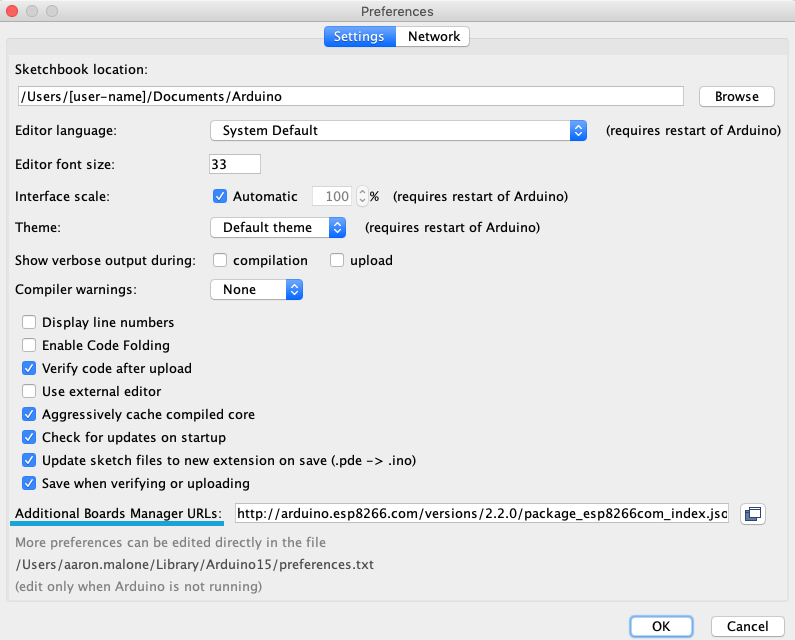 Preferences
Settings Network
Sketchbook location:
/Users/[user-name]/Documents/Arduino Browse
Editor language: System Default (requires restart of Arduino)
Editor font size: 33
Interface scale: Automatic 100 % (requires restart of Arduino)
Theme: Default theme (requires restart of Arduino)
Show verbose output during: compilation upload
Compiler warnings: None
Display line numbers
Enable Code Folding
Verify code after upload
Use external editor
Aggressively cache compiled core
Check for updates on startup
Update sketch files to new extension on save (.pde -> .ino)
Save when verifying or uploading
Additional Boards Manager URLs: http://arduino.esp8266.com/versions/2.2.0/package_esp8266com_index.jso
More preferences can be edited directly in the file
/Users/aaron.malone/Library/Arduino15/preferences.txt
(edit only when Arduino is not running)
OK Cancel